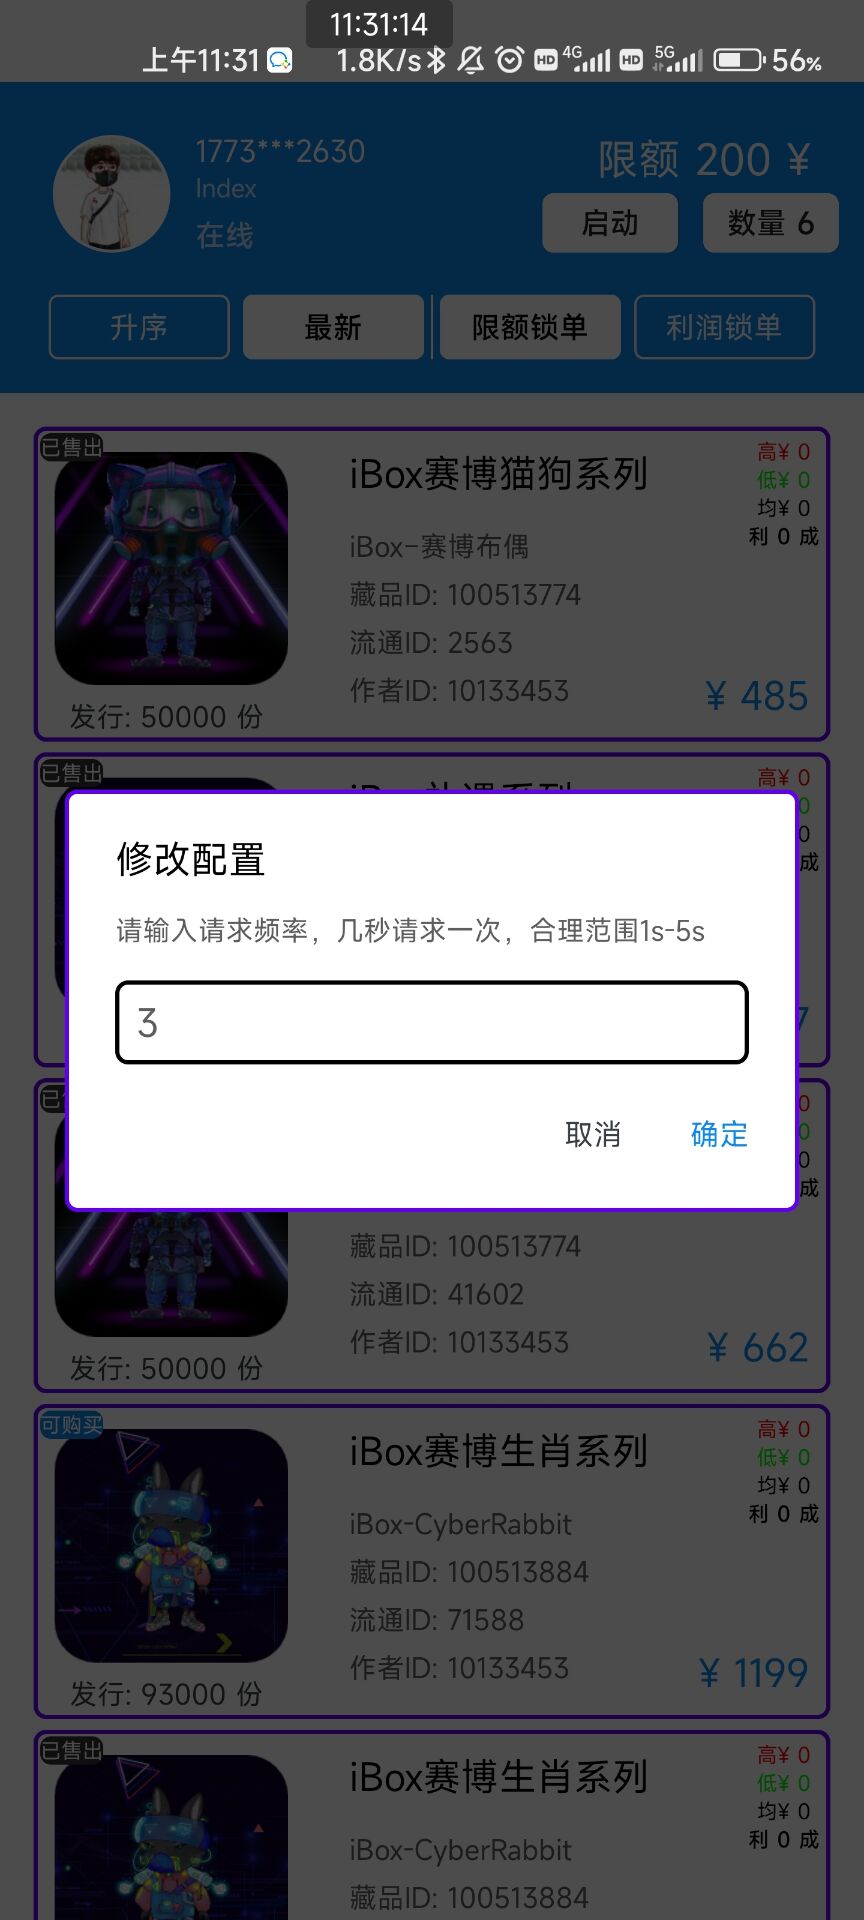 11:31:14
上午11:31 1.8K/s HD 4G HD 5G 56%
1773***2630
Index
在线
限额 200 ¥
启动
数量 6
升序
最新
限额锁单
利润锁单
已售出
iBox赛博猫狗系列
高¥ 0
低¥ 0
均¥ 0
利 0 成
iBox-赛博布偶
藏品ID: 100513774
流通ID: 2563
作者ID: 10133453
¥ 485
发行: 50000 份
已售出
高¥ 0
0
0
成
修改配置
请输入请求频率，几秒请求一次，合理范围1s-5s
3
取消
确定
7
0
0
0
成
藏品ID: 100513774
流通ID: 41602
作者ID: 10133453
¥ 662
发行: 50000 份
可购买
iBox赛博生肖系列
高¥ 0
低¥ 0
均¥ 0
利 0 成
iBox-CyberRabbit
藏品ID: 100513884
流通ID: 71588
作者ID: 10133453
¥ 1199
发行: 93000 份
已售出
iBox赛博生肖系列
高¥ 0
低¥ 0
均¥ 0
利 0 成
iBox-CyberRabbit
藏品ID: 100513884